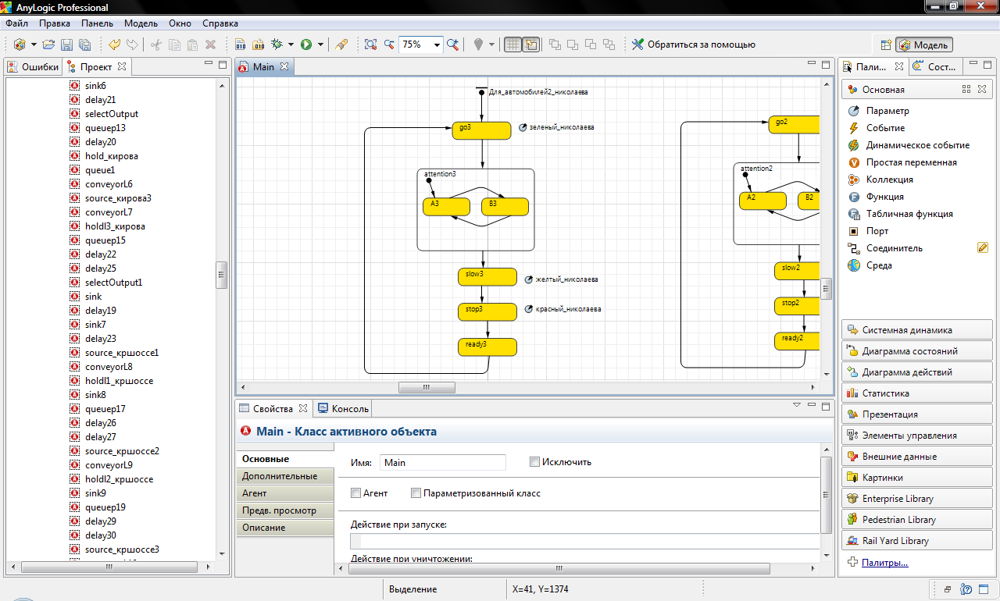 AnyLogic Professional
Файл Правка Панель Модель Окно Справка
75% Обратиться за помощью Модель
Ошибки Проект
sink6
delay21
selectOutput
queuep13
delay20
hold_кирова
queue1
conveyorL6
source_кирова3
conveyorL7
holdl3_кирова
queuep15
delay22
delay25
selectOutput1
sink
delay19
sink7
delay23
source_кршоссе1
conveyorL8
holdl1_кршоссе
sink8
queuep17
delay26
delay27
source_кршоссе2
conveyorL9
holdl2_кршоссе
sink9
queuep19
delay29
delay30
source_кршоссе3
Main
Для_автомобилей2_николаева
go3 зеленый_николаева
attention3
A3 B3
slow3 желтый_николаева
stop3 красный_николаева
ready3
go2
attention2
A2 B2
slow2
stop2
ready2
Свойства Консоль
Main - Класс активного объекта
Основные
Дополнительные
Агент
Предв. просмотр
Описание
Имя: Main Исключить
Агент Параметризованный класс
Действие при запуске:
Действие при уничтожении:
Пали... Сост...
Основная
Параметр
Событие
Динамическое событие
Простая переменная
Коллекция
Функция
Табличная функция
Порт
Соединитель
Среда
Системная динамика
Диаграмма состояний
Диаграмма действий
Статистика
Презентация
Элементы управления
Внешние данные
Картинки
Enterprise Library
Pedestrian Library
Rail Yard Library
Палитры...
Выделение X=41, Y=1374